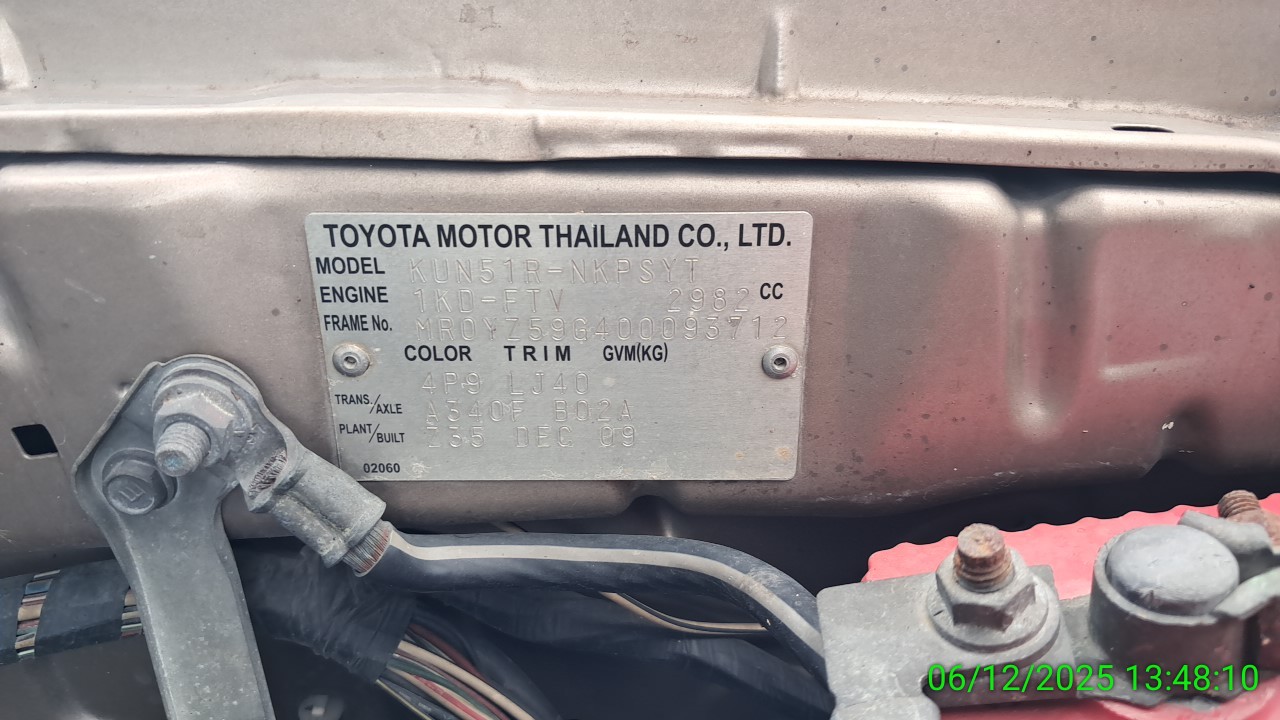 TOYOTA MOTOR THAILAND CO., LTD.
MODEL KUN51R-NKPSYT
ENGINE 1KD-FTV 2982 CC
FRAME No. MR0YZ59G400093712
COLOR TRIM GVM(KG)
4P9 LJ40
TRANS./AXLE A340F B02A
PLANT/BUILT Z35 DEC 09
02060
06/12/2025 13:48:10